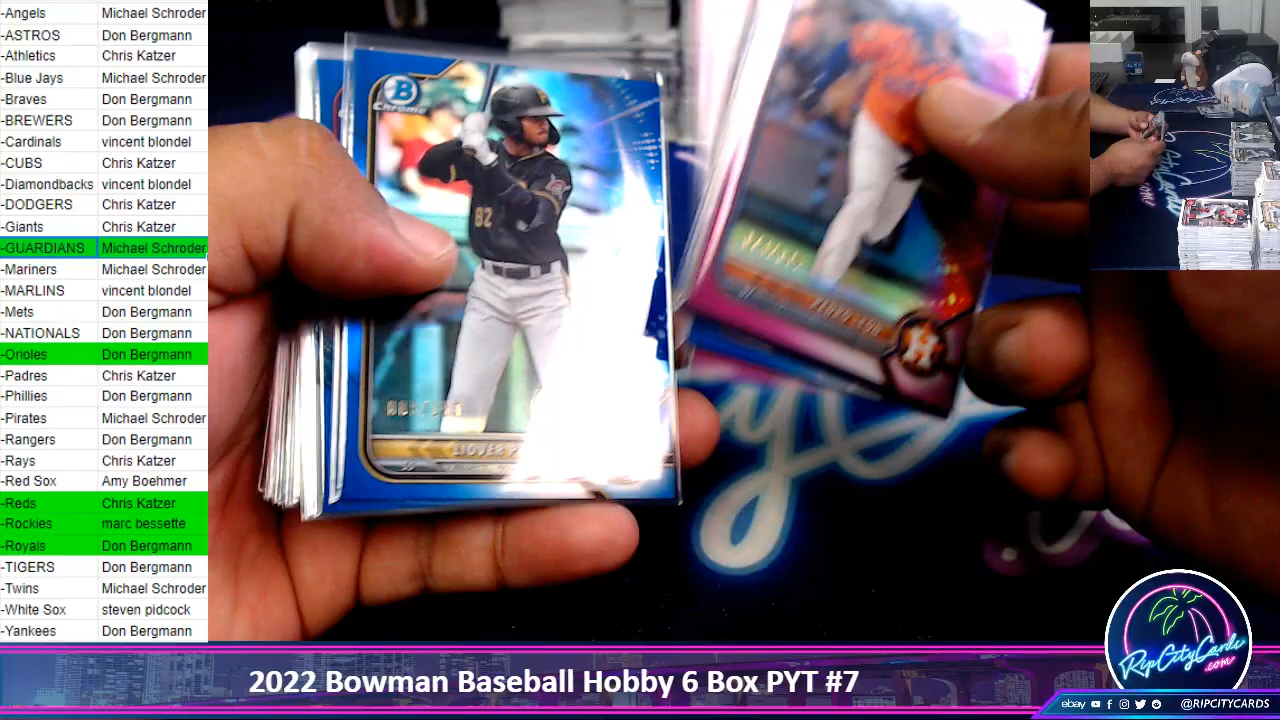 -Angels Michael Schroder
-ASTROS Don Bergmann
-Athletics Chris Katzer
-Blue Jays Michael Schroder
-Braves Don Bergmann
-BREWERS Don Bergmann
-Cardinals vincent blondel
-CUBS Chris Katzer
-Diamondbacks vincent blondel
-DODGERS Chris Katzer
-Giants Chris Katzer
-GUARDIANS Michael Schroder
-Mariners Michael Schroder
-MARLINS vincent blondel
-Mets Don Bergmann
-NATIONALS Don Bergmann
-Orioles Don Bergmann
-Padres Chris Katzer
-Phillies Don Bergmann
-Pirates Michael Schroder
-Rangers Don Bergmann
-Rays Chris Katzer
-Red Sox Amy Boehmer
-Reds Chris Katzer
-Rockies marc bessette
-Royals Don Bergmann
-TIGERS Don Bergmann
-Twins Michael Schroder
-White Sox steven pidcock
-Yankees Don Bergmann
B
Chrome
82
LIOVER
H
RipCityCards
.com
2022 Bowman Baseball Hobby 6 Box PYT #7
ebay @RIPCITYCARDS